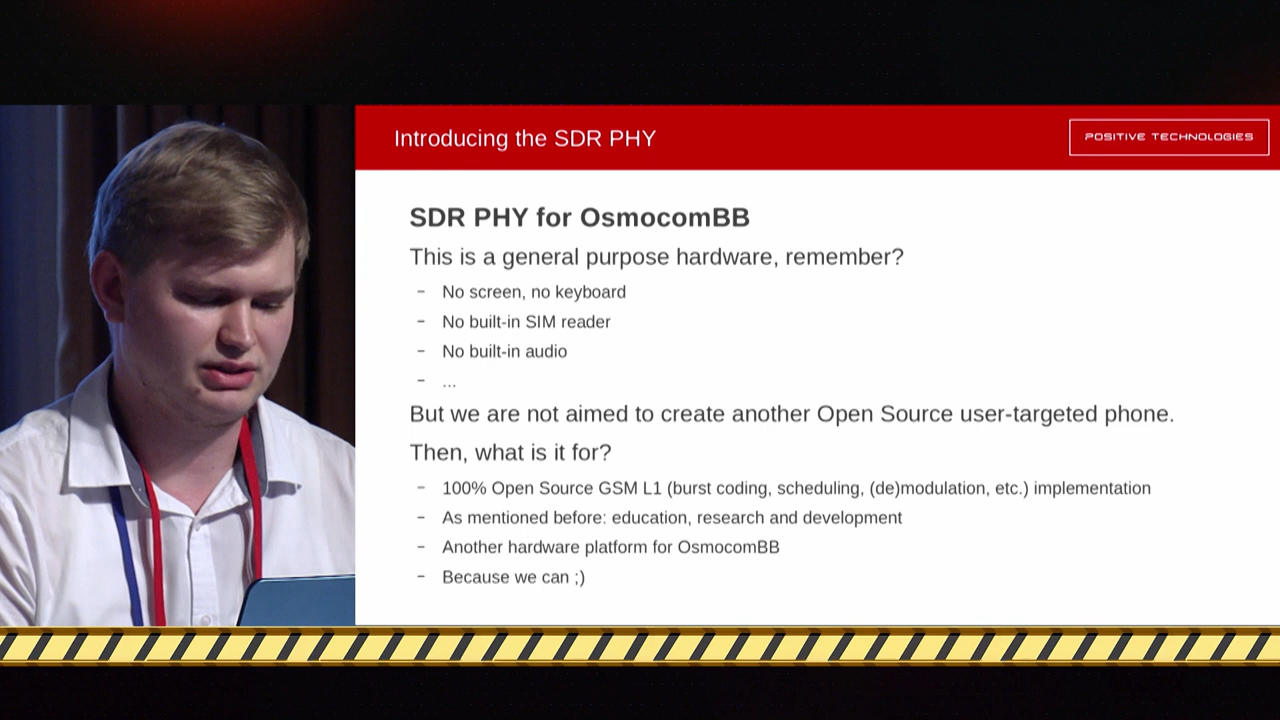 Introducing the SDR PHY
POSITIVE TECHNOLOGIES
SDR PHY for OsmocomBB
This is a general purpose hardware, remember?
- No screen, no keyboard
- No built-in SIM reader
- No built-in audio
- ...
But we are not aimed to create another Open Source user-targeted phone.
Then, what is it for?
- 100% Open Source GSM L1 (burst coding, scheduling, (de)modulation, etc.) implementation
- As mentioned before: education, research and development
- Another hardware platform for OsmocomBB
- Because we can ;)